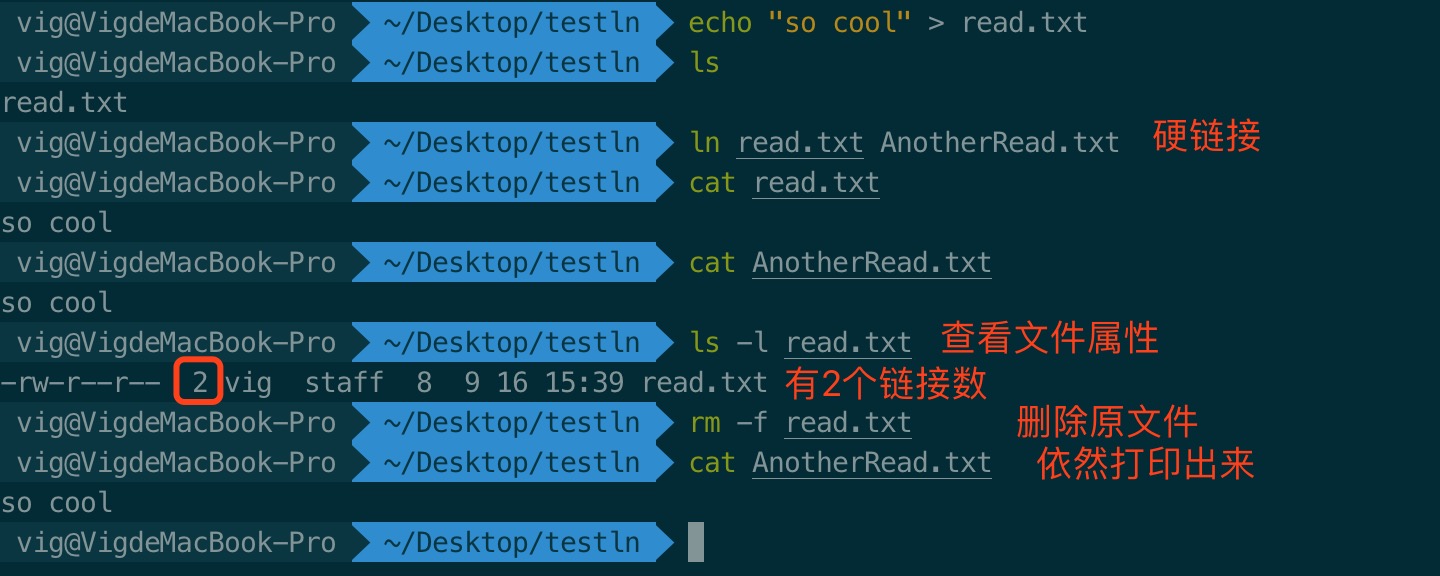 vig@VigdeMacBook-Pro ~/Desktop/testln echo "so cool" > read.txt
vig@VigdeMacBook-Pro ~/Desktop/testln ls
read.txt
vig@VigdeMacBook-Pro ~/Desktop/testln ln read.txt AnotherRead.txt 硬链接
vig@VigdeMacBook-Pro ~/Desktop/testln cat read.txt
so cool
vig@VigdeMacBook-Pro ~/Desktop/testln cat AnotherRead.txt
so cool
vig@VigdeMacBook-Pro ~/Desktop/testln ls -l read.txt 查看文件属性
-rw-r--r-- 2 vig staff 8 9 16 15:39 read.txt 有2个链接数
vig@VigdeMacBook-Pro ~/Desktop/testln rm -f read.txt 删除原文件
vig@VigdeMacBook-Pro ~/Desktop/testln cat AnotherRead.txt 依然打印出来
so cool
vig@VigdeMacBook-Pro ~/Desktop/testln